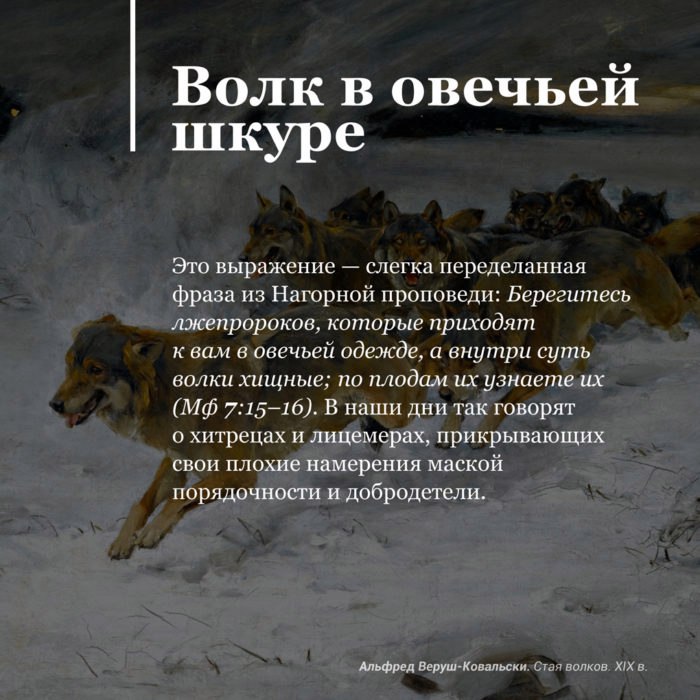 Волк в овечьей
шкуре
Это выражение — слегка переделанная
фраза из Нагорной проповеди: Берегитесь
лжепророков, которые приходят
к вам в овечьей одежде, а внутри суть
волки хищные; по плодам их узнаете их
(Мф 7:15–16). В наши дни так говорят
о хитрецах и лицемерах, прикрывающих
свои плохие намерения маской
порядочности и добродетели.
Альфред Веруш-Ковальски. Стая волков. XIX в.